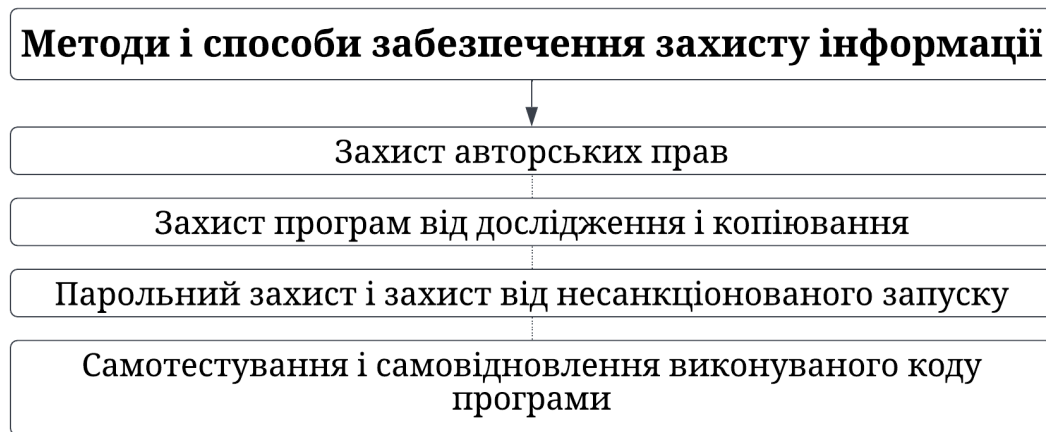 Методи і способи забезпечення захисту інформації
Захист авторських прав
Захист програм від дослідження і копіювання
Парольний захист і захист від несанкціонованого запуску
Самотестування і самовідновлення виконуваного коду
програми